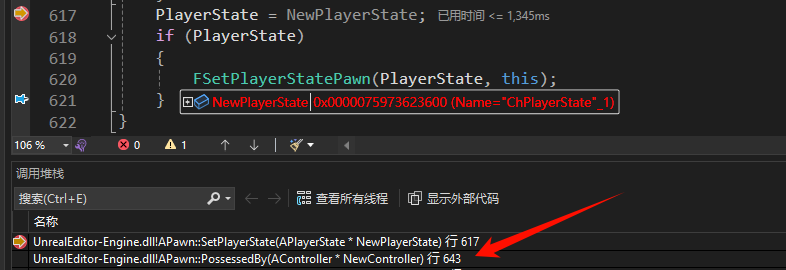 617 PlayerState = NewPlayerState; 已用时间 <= 1,345ms
618 if (PlayerState)
619 {
620 FSetPlayerStatePawn(PlayerState, this);
621 } NewPlayerState 0x0000075973623600 (Name="ChPlayerState"_1)
622 }
106 % 0 1
调用堆栈
搜索(Ctrl+E) 查看所有线程 显示外部代码
名称
UnrealEditor-Engine.dll!APawn::SetPlayerState(APlayerState * NewPlayerState) 行 617
UnrealEditor-Engine.dll!APawn::PossessedBy(AController * NewController) 行 643